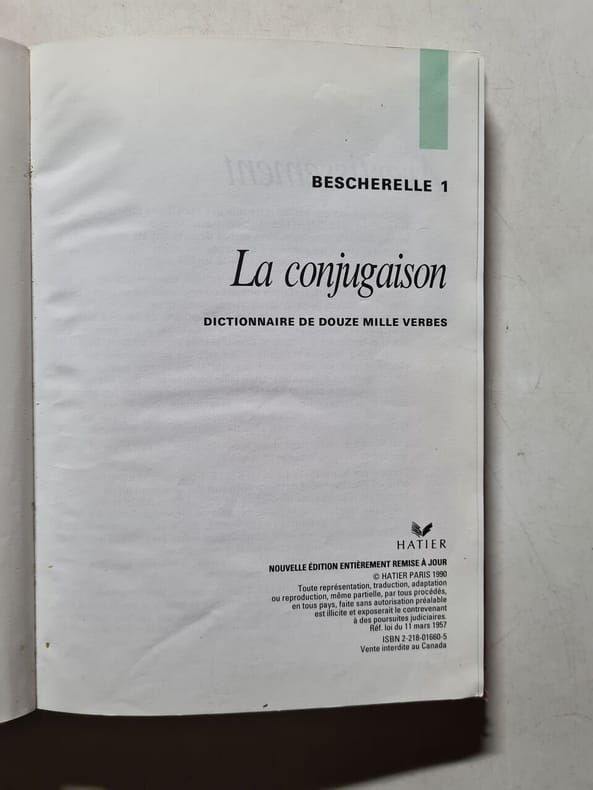 BESCHERELLE 1
La conjugaison
DICTIONNAIRE DE DOUZE MILLE VERBES
HATIER
NOUVELLE ÉDITION ENTIÈREMENT REMISE À JOUR
© HATIER PARIS 1990
Toute représentation, traduction, adaptation
ou reproduction, même partielle, par tous procédés,
en tous pays, faite sans autorisation préalable
est illicite et exposerait le contrevenant
à des poursuites judiciaires.
Réf. loi du 11 mars 1957
ISBN 2-218-01660-5
Vente interdite au Canada